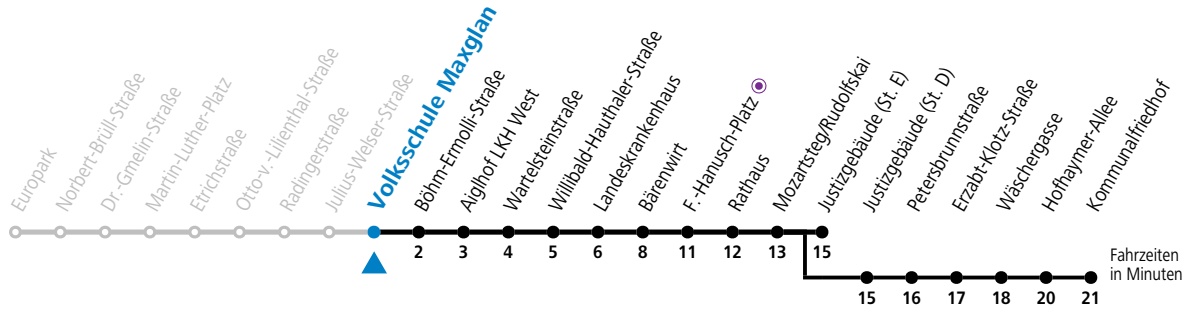 Europark
Norbert-Brüll-Straße
Dr.-Gmelin-Straße
Martin-Luther-Platz
Etrichstraße
Otto-v.-Lilienthal-Straße
Radingerstraße
Julius-Welser-Straße
Volksschule Maxglan
Böhm-Ermolli-Straße
Aiglhof LKH West
Wartelsteinstraße
Willibald-Hauthaler-Straße
Landeskrankenhaus
Bärenwirt
F.-Hanusch-Platz
Rathaus
Mozartsteg/Rudolfskai
Justizgebäude (St. E)
Justizgebäude (St. D)
Petersbrunnstraße
Erzabt-Klotz-Straße
Wäschergasse
Hofhaymer-Allee
Kommunalfriedhof
2 3 4 5 6 8 11 12 13 15
Fahrzeiten
in Minuten
15 16 17 18 20 21